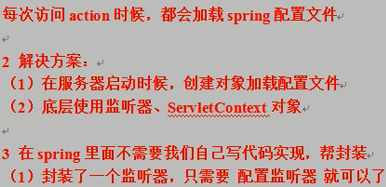 每次访问 action 时候，都会加载 spring 配置文件
2 解决方案：
（1）在服务器启动时候，创建对象加载配置文件
（2）底层使用监听器、ServletContext 对象
3 在 spring 里面不需要我们自己写代码实现，帮封装
（1）封装了一个监听器，只需要 配置监听器 就可以了